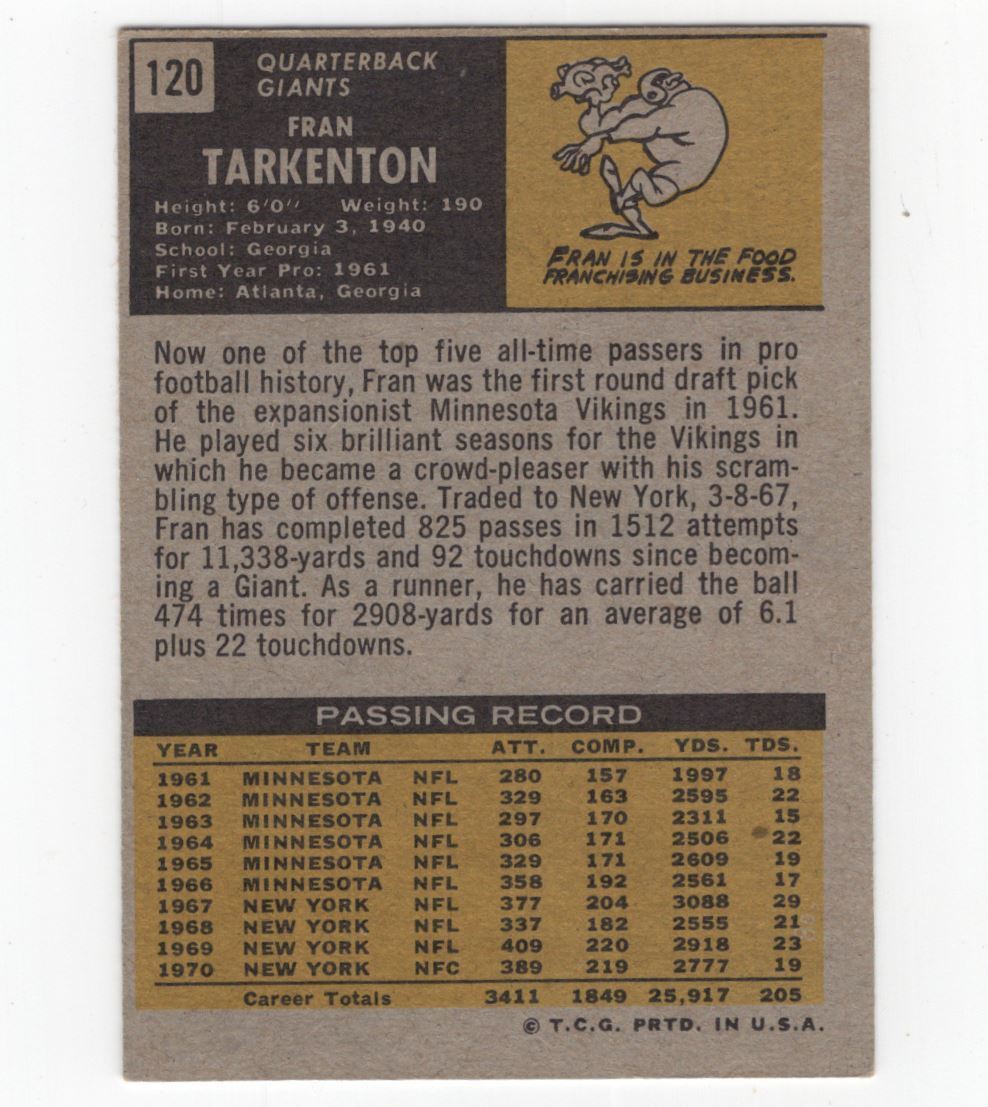 120
QUARTERBACK
GIANTS
FRAN
TARKENTON
Height: 6'0" Weight: 190
Born: February 3, 1940
School: Georgia
First Year Pro: 1961
Home: Atlanta, Georgia
FRAN IS IN THE FOOD
FRANCHISING BUSINESS.
Now one of the top five all-time passers in pro
football history, Fran was the first round draft pick
of the expansionist Minnesota Vikings in 1961.
He played six brilliant seasons for the Vikings in
which he became a crowd-pleaser with his scram-
bling type of offense. Traded to New York, 3-8-67,
Fran has completed 825 passes in 1512 attempts
for 11,338-yards and 92 touchdowns since becom-
ing a Giant. As a runner, he has carried the ball
474 times for 2908-yards for an average of 6.1
plus 22 touchdowns.
PASSING RECORD
YEAR TEAM ATT. COMP. YDS. TDS.
1961 MINNESOTA NFL 280 157 1997 18
1962 MINNESOTA NFL 329 163 2595 22
1963 MINNESOTA NFL 297 170 2311 15
1964 MINNESOTA NFL 306 171 2506 22
1965 MINNESOTA NFL 329 171 2609 19
1966 MINNESOTA NFL 358 192 2561 17
1967 NEW YORK NFL 377 204 3088 29
1968 NEW YORK NFL 337 182 2555 21
1969 NEW YORK NFL 409 220 2918 23
1970 NEW YORK NFC 389 219 2777 19
Career Totals 3411 1849 25,917 205
© T.C.G. PRTD. IN U.S.A.